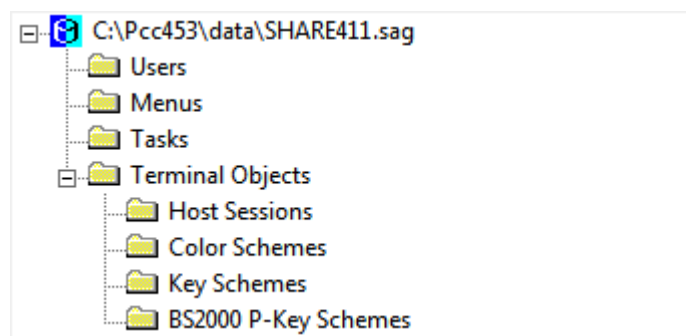 C:\Pcc453\data\SHARE411.sag
Users
Menus
Tasks
Terminal Objects
Host Sessions
Color Schemes
Key Schemes
BS2000 P-Key Schemes